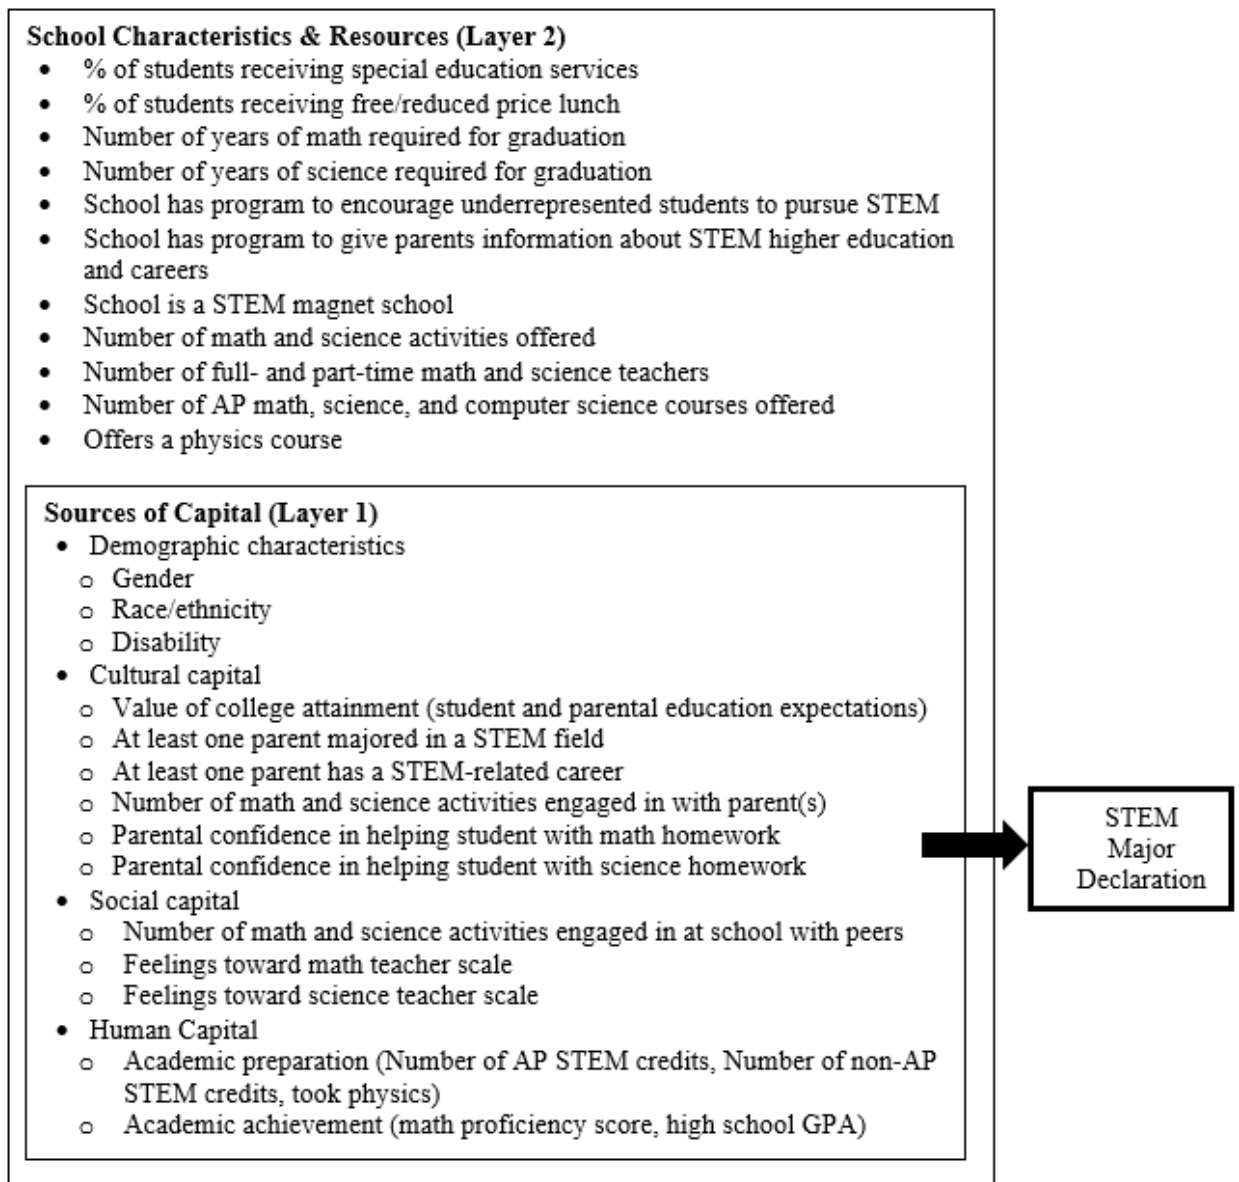 School Characteristics & Resources (Layer 2)
• % of students receiving special education services
• % of students receiving free/reduced price lunch
• Number of years of math required for graduation
• Number of years of science required for graduation
• School has program to encourage underrepresented students to pursue STEM
• School has program to give parents information about STEM higher education
and careers
• School is a STEM magnet school
• Number of math and science activities offered
• Number of full- and part-time math and science teachers
• Number of AP math, science, and computer science courses offered
• Offers a physics course
Sources of Capital (Layer 1)
• Demographic characteristics
o Gender
o Race/ethnicity
o Disability
• Cultural capital
o Value of college attainment (student and parental education expectations)
o At least one parent majored in a STEM field
o At least one parent has a STEM-related career
o Number of math and science activities engaged in with parent(s)
o Parental confidence in helping student with math homework
o Parental confidence in helping student with science homework
• Social capital
o Number of math and science activities engaged in at school with peers
o Feelings toward math teacher scale
o Feelings toward science teacher scale
• Human Capital
o Academic preparation (Number of AP STEM credits, Number of non-AP
STEM credits, took physics)
o Academic achievement (math proficiency score, high school GPA)
STEM
Major
Declaration